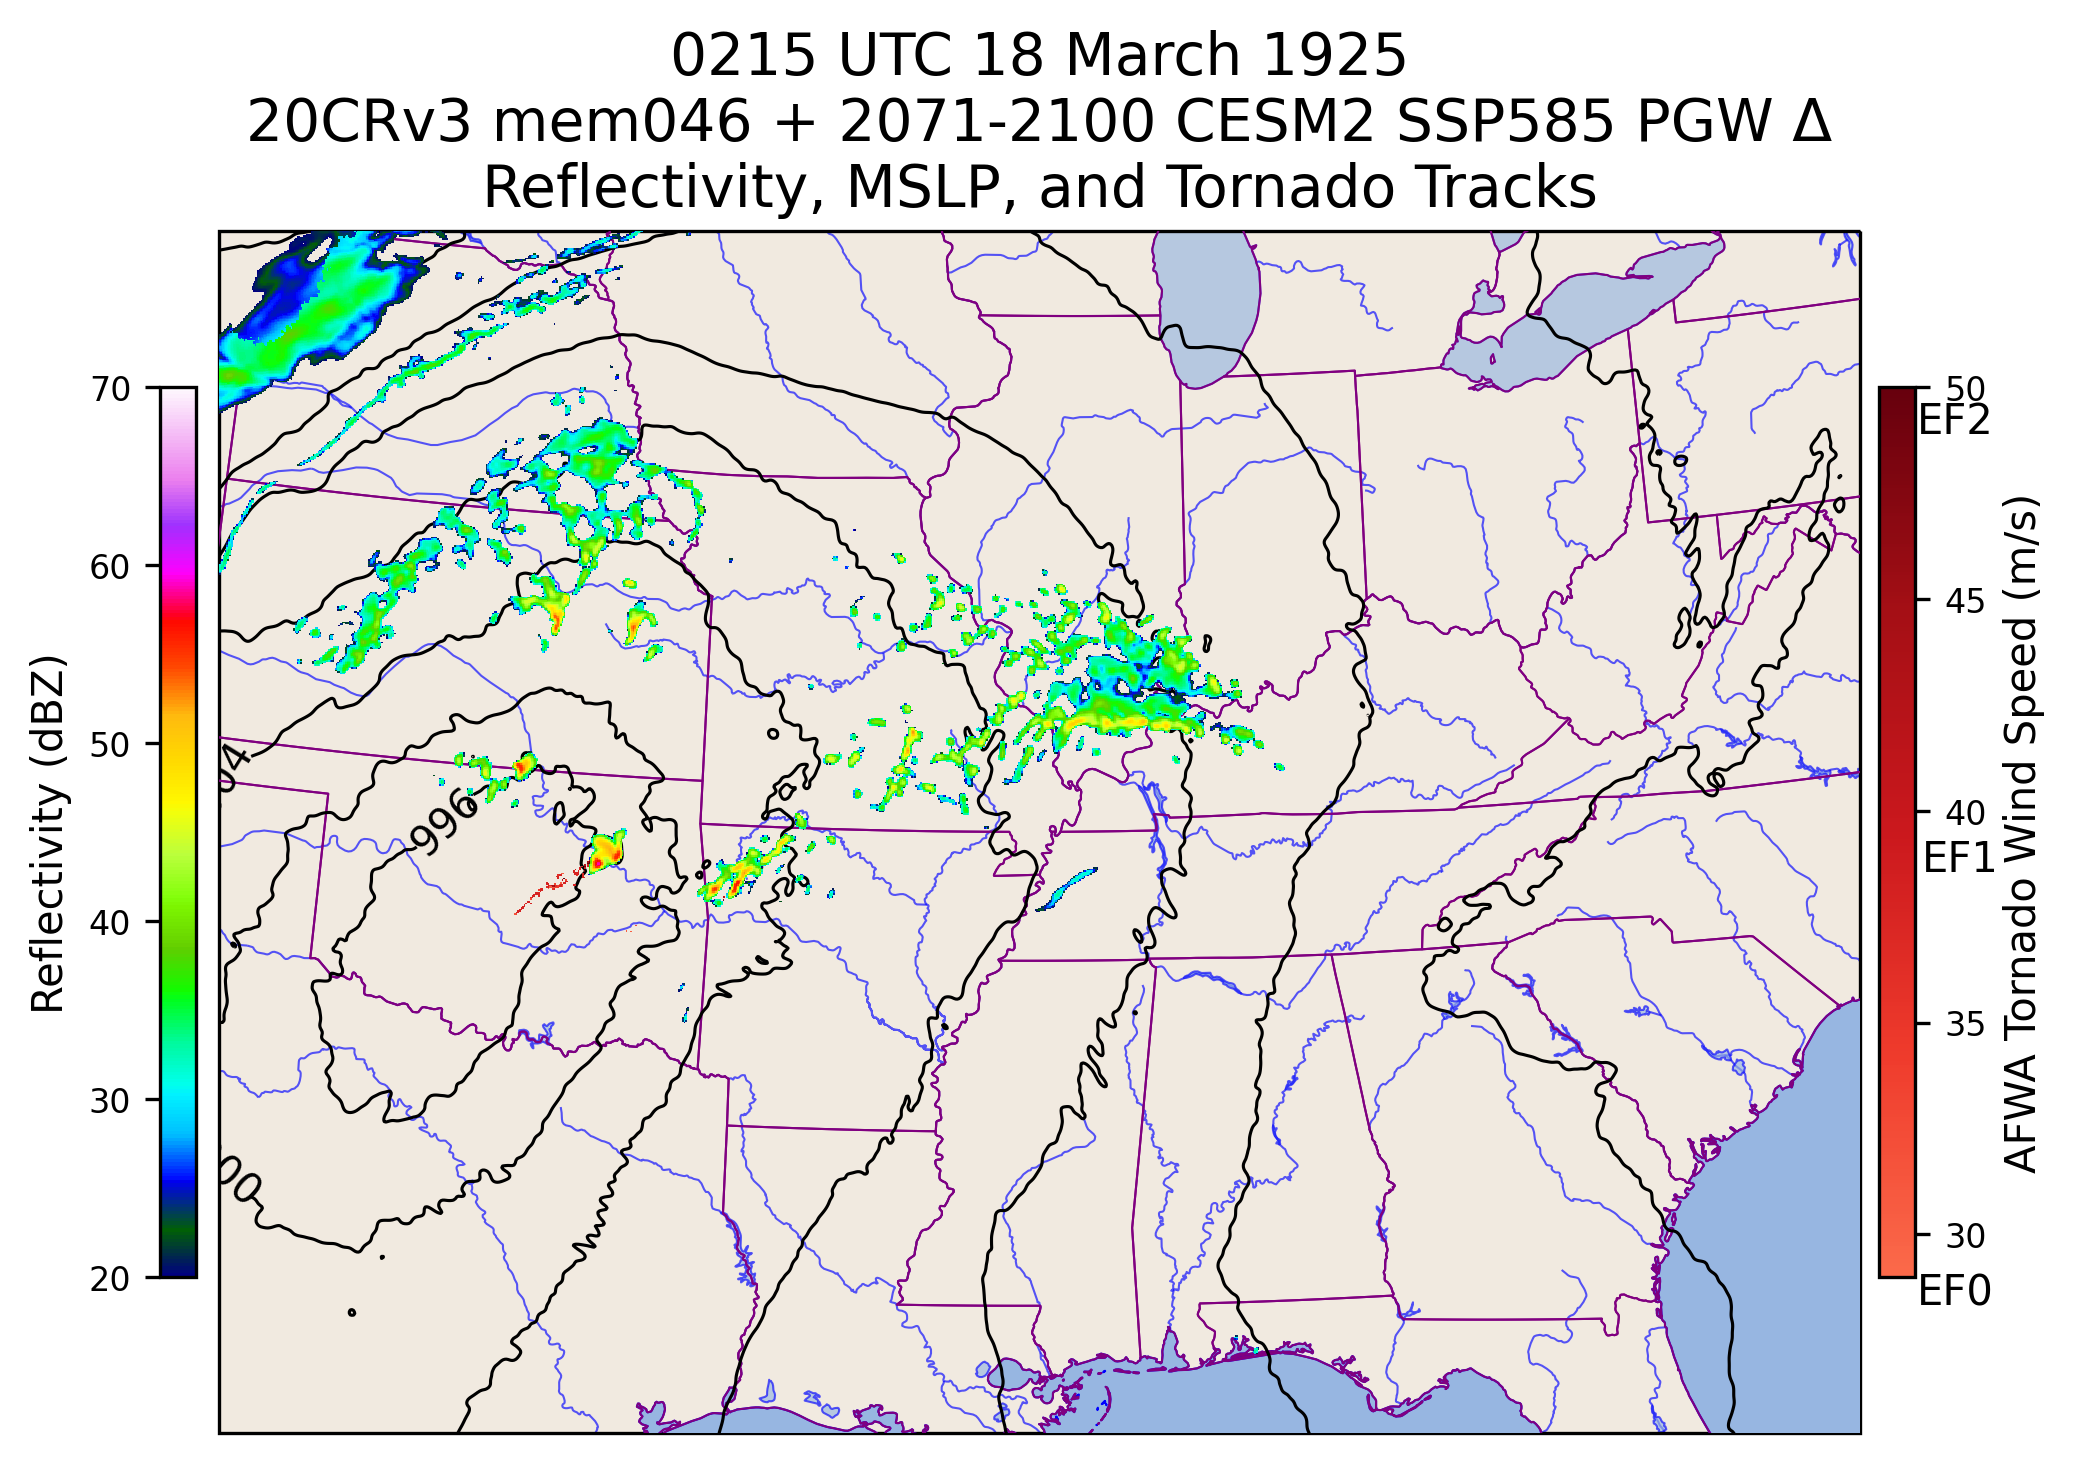 0215 UTC 18 March 1925
20CRv3 mem046 + 2071-2100 CESM2 SSP585 PGW Δ
Reflectivity, MSLP, and Tornado Tracks
70
60
50
40
30
20
Reflectivity (dBZ)
04
996
00
0
50
EF2
45
40
EF1
35
30
EF0
AFWA Tornado Wind Speed (m/s)